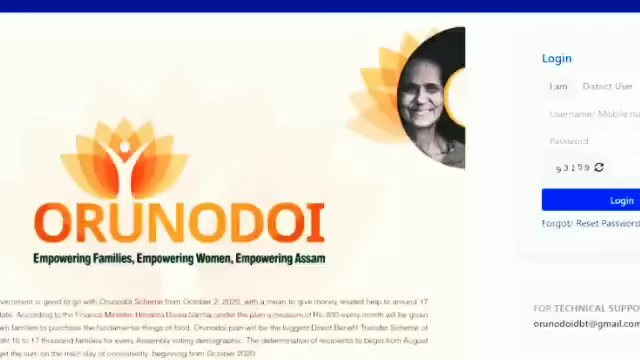 Login
I am District User
Username/ Mobile nu
Password
93159
Login
Forgot/ Reset Password
ORUNODOI
Empowering Families, Empowering Women, Empowering Assam
vernment is good to go with Orunodoi Scheme from October 2, 2020, with a mean to give money related help to around 17
tate. According to the Finance Minister, Himanta Biswa Sarma, under the plan a measure of Rs. 830 every month will be given
wn families to purchase the fundamental things of food. Orunodoi plan will be the biggest Direct Benefit Transfer Scheme of
efit 15 to 17 thousand families for every Assembly voting demographic. The determination of recipients to began from August
get the sum on the main day of consistently, beginning from October 2020.
FOR TECHNICAL SUPPOR
orunodoidbt@gmail.com